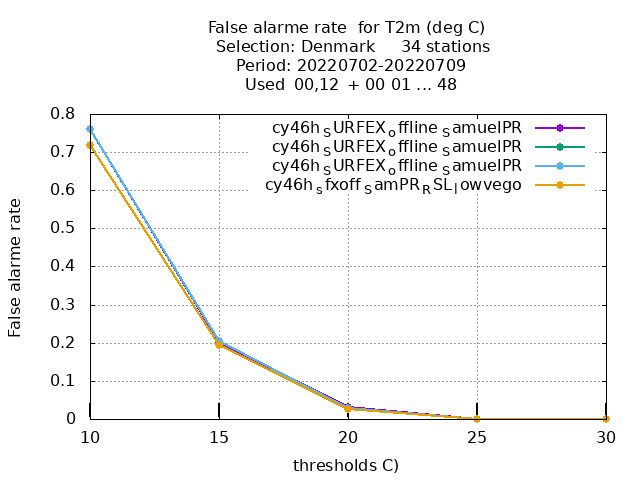 False alarme rate  for T2m (deg C)
Selection: Denmark     34 stations
Period: 20220702-20220709
Used  00,12  + 00 01 ... 48
0.8
0.7
0.6
0.5
0.4
0.3
0.2
0.1
0
False alarme rate
cy46h_SURFEX_offline_SamuelPR
cy46h_SURFEX_offline_SamuelPR
cy46h_SURFEX_offline_SamuelPR
cy46h_sfxoff_SamPR_RSL_lowvego
10 15 20 25 30
thresholds C)